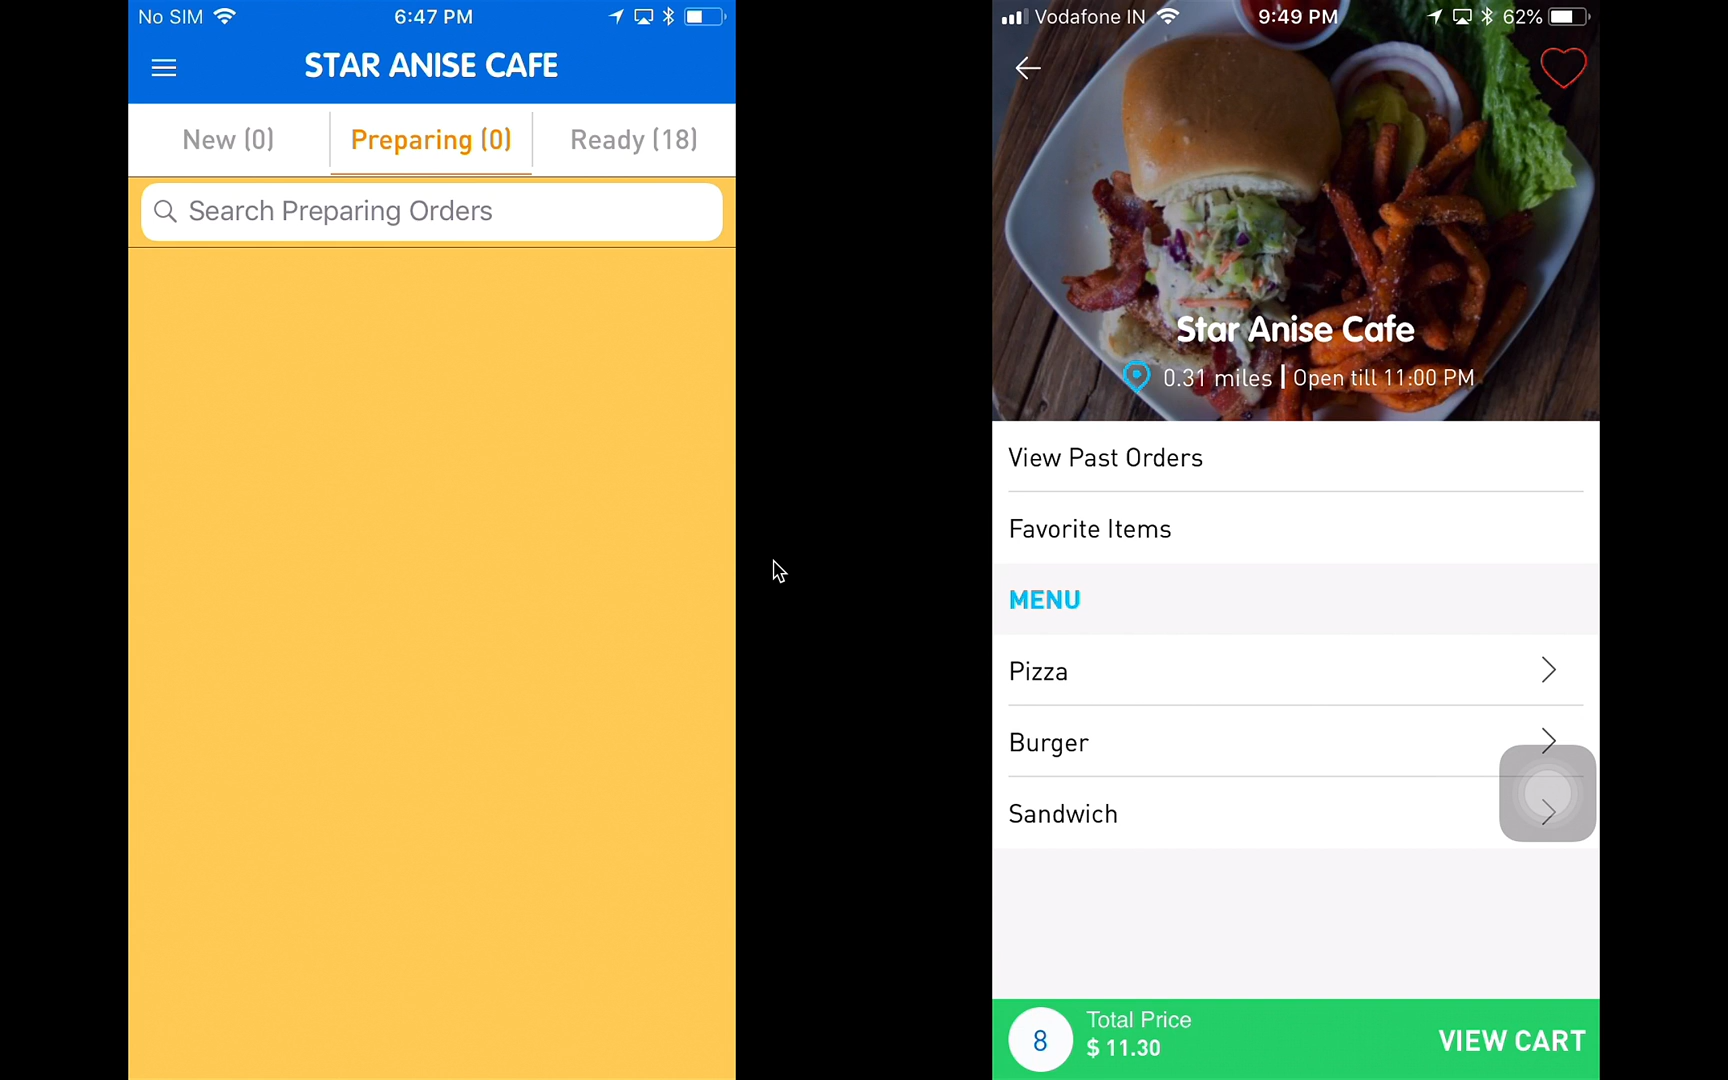 No SIM 6:47 PM
STAR ANISE CAFE
New (0) Preparing (0) Ready (18)
Search Preparing Orders
Vodafone IN 9:49 PM 62%
Star Anise Cafe
0.31 miles | Open till 11:00 PM
View Past Orders
Favorite Items
MENU
Pizza
Burger
Sandwich
8 Total Price
$ 11.30
VIEW CART